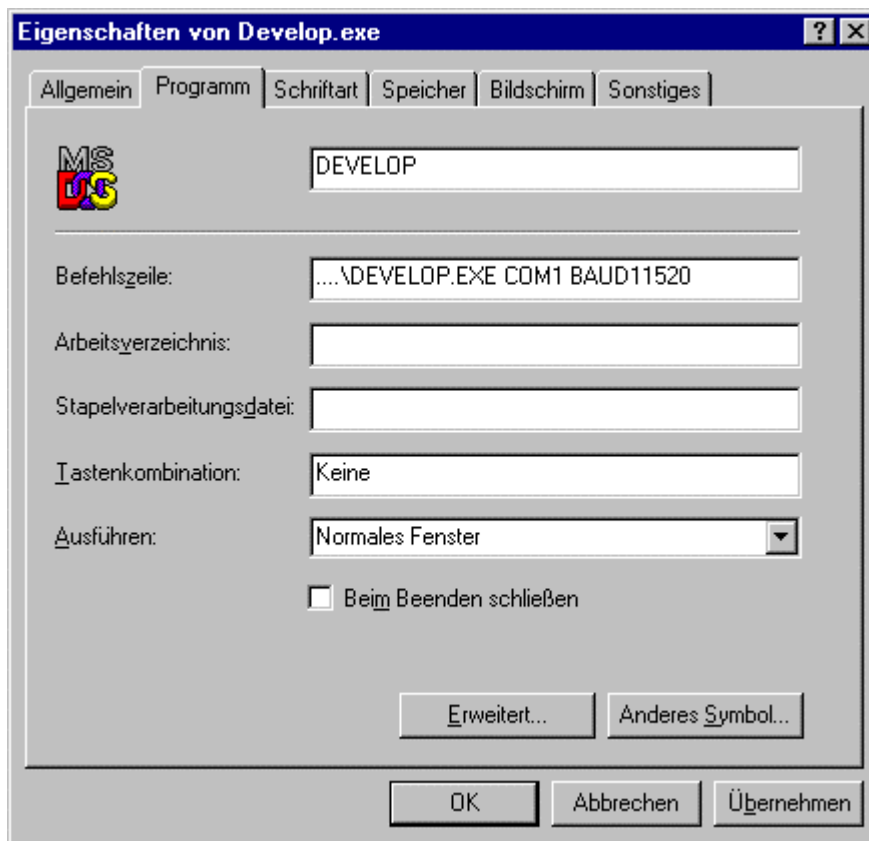 Eigenschaften von Develop.exe
Allgemein Programm Schriftart Speicher Bildschirm Sonstiges
MS DOS
DEVELOP
Befehlszeile: ....\DEVELOP.EXE COM1 BAUD11520
Arbeitsverzeichnis:
Stapelverarbeitungsdatei:
Tastenkombination: Keine
Ausführen: Normales Fenster
Beim Beenden schließen
Erweitert... Anderes Symbol...
OK Abbrechen Übernehmen